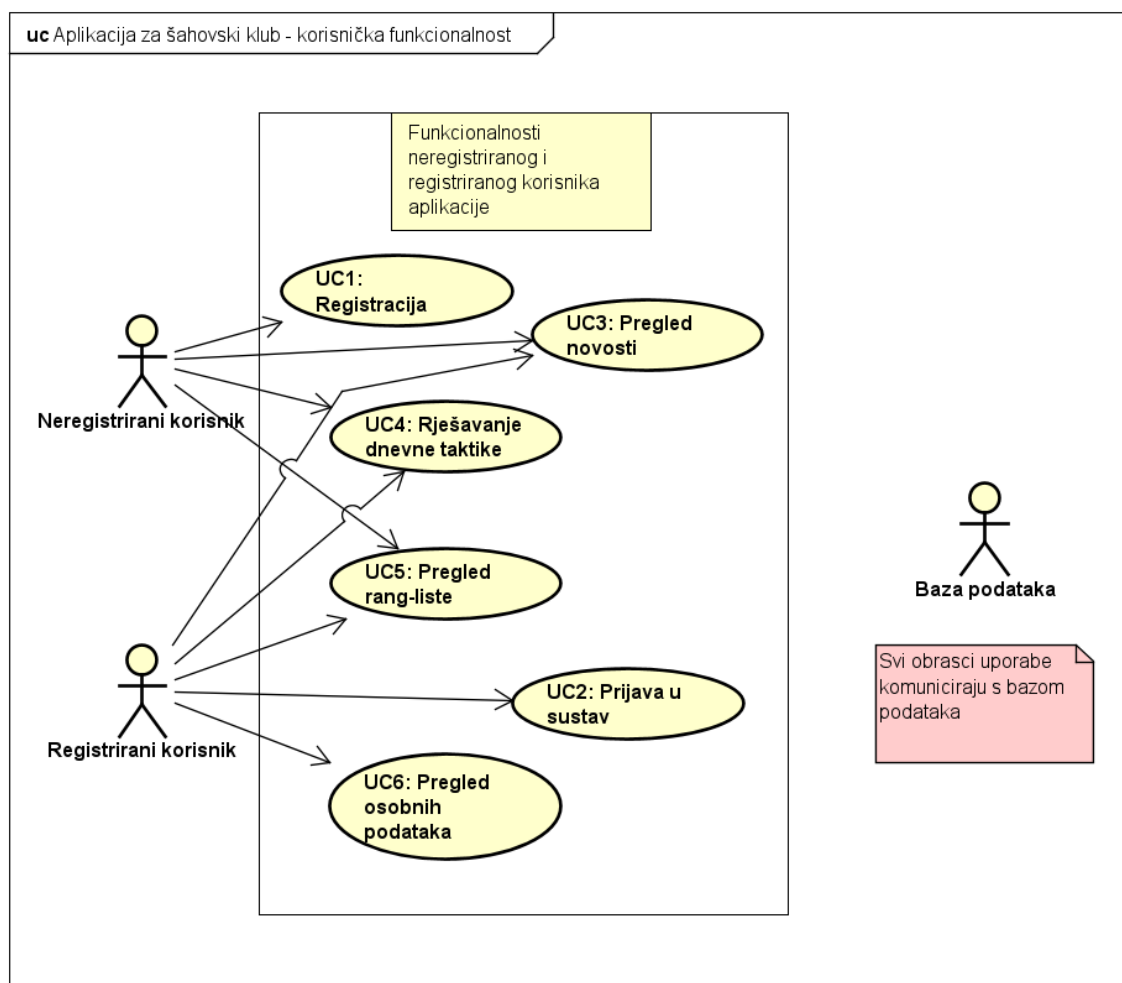 uc Aplikacija za šahovski klub - korisnička funkcionalnost
Funkcionalnosti
neregistriranog i
registriranog korisnika
aplikacije
UC1:
Registracija
UC3: Pregled
novosti
Neregistrirani korisnik
UC4: Rješavanje
dnevne taktike
UC5: Pregled
rang-liste
Baza podataka
Svi obrasci uporabe
komuniciraju s bazom
podataka
UC2: Prijava u
sustav
Registrirani korisnik
UC6: Pregled
osobnih
podataka